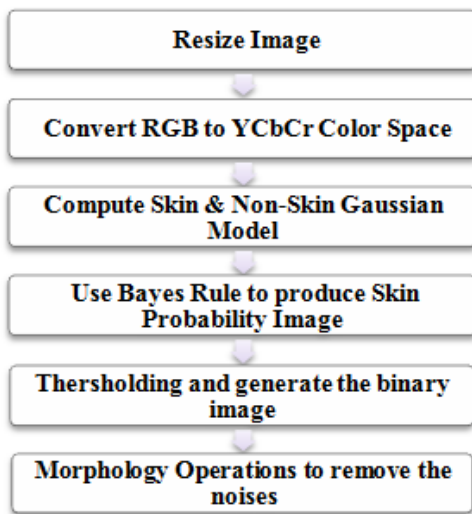 Resize Image
Convert RGB to YCbCr Color Space
Compute Skin & Non-Skin Gaussian
Model
Use Bayes Rule to produce Skin
Probability Image
Thersholding and generate the binary
image
Morphology Operations to remove the
noises